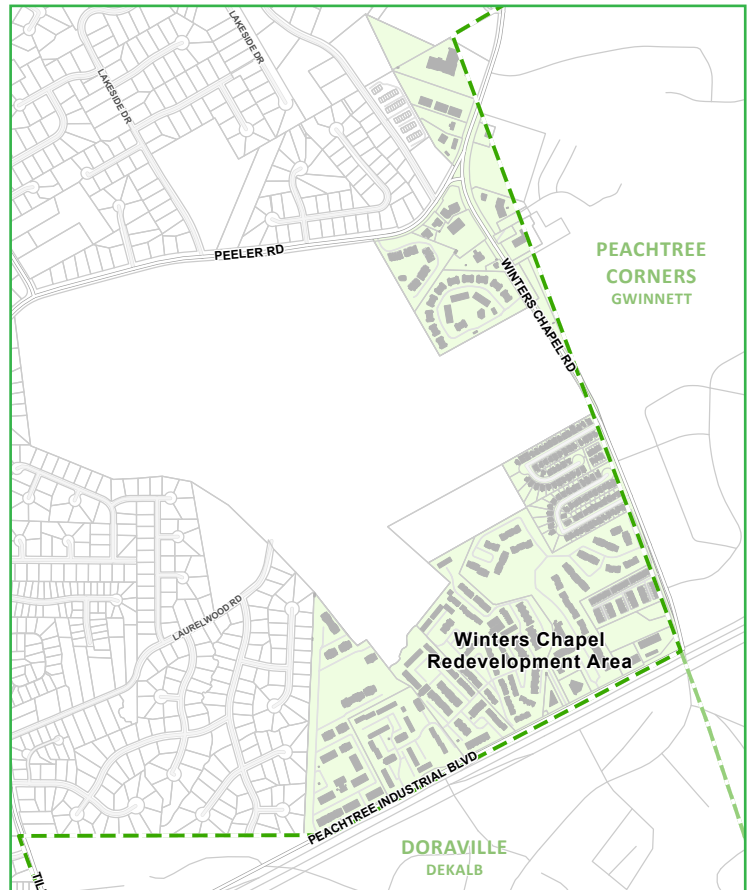 LAKESIDE DR
LAKESIDE DR
PEELER RD
WINTERS CHAPEL RD
PEACHTREE
CORNERS
GWINNETT
LAURELWOOD RD
Winters Chapel
Redevelopment Area
PEACHTREE INDUSTRIAL BLVD
DORAVILLE
DEKALB